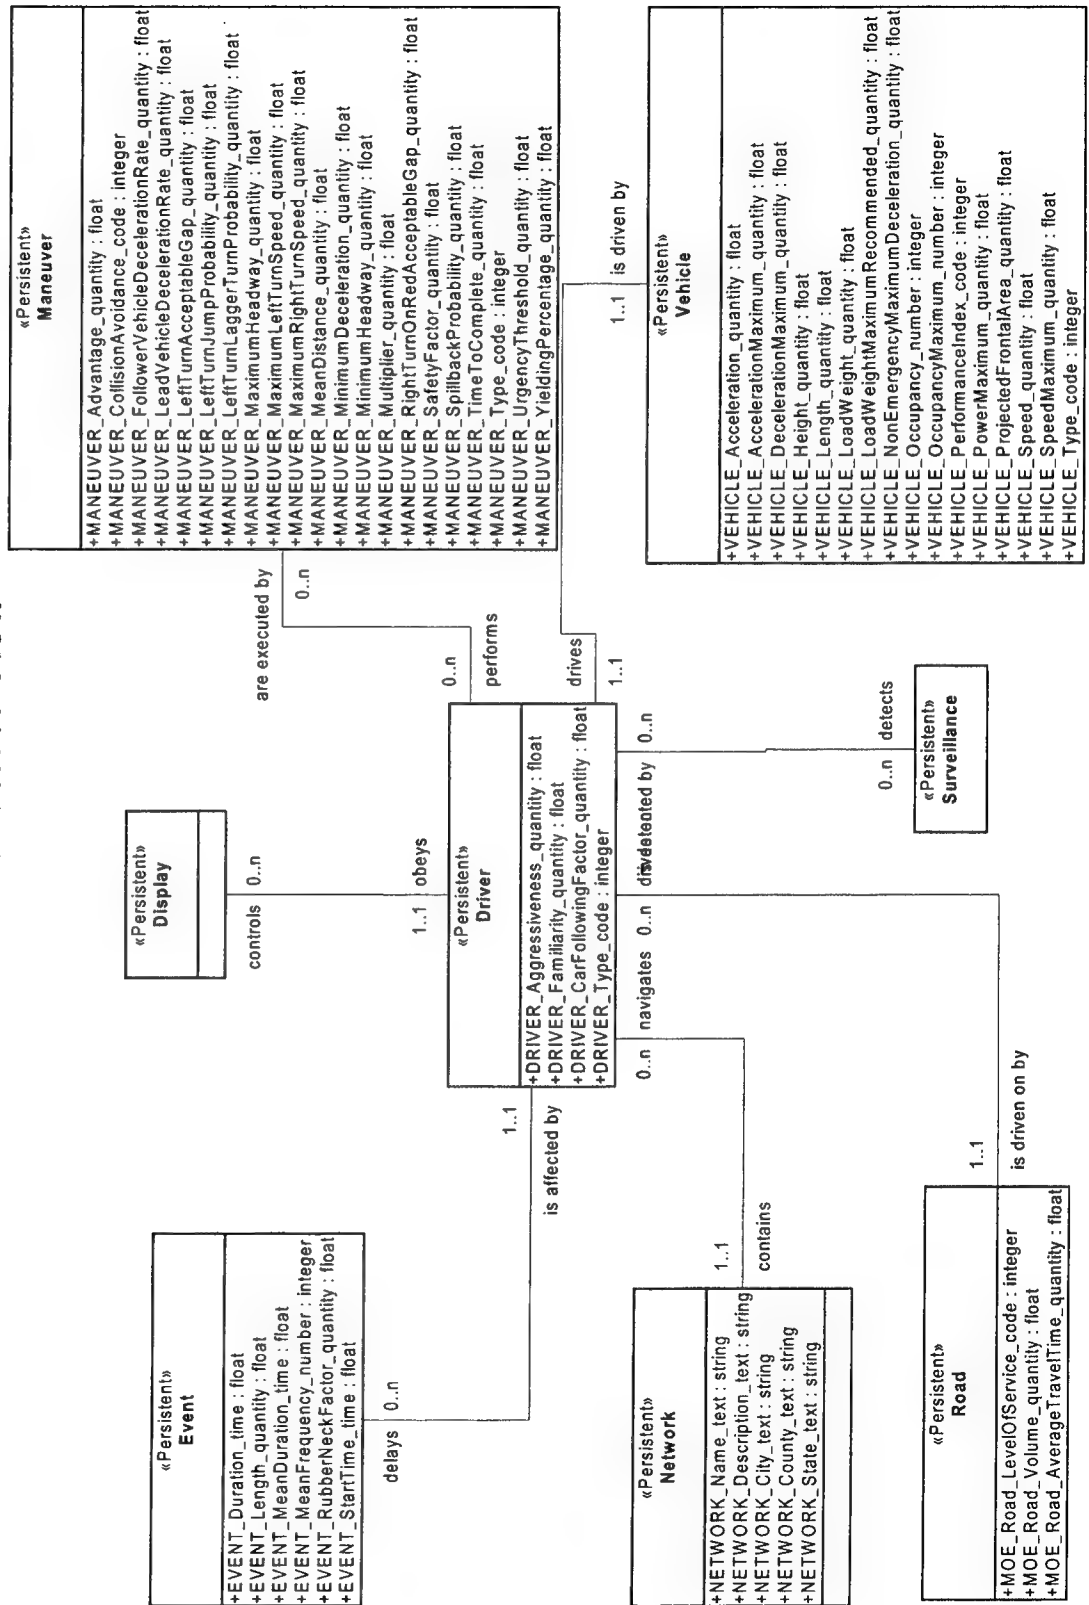 «Persistent»
Event
+EVENT_Duration_time : float
+EVENT_Length_quantity : float
+EVENT_MeanDuration_time : float
+EVENT_MeanFrequency_number : integer
+EVENT_RubberNeckFactor_quantity : float
+EVENT_StartTime_time : float
delays 0..n
1..1
is affected by
«Persistent»
Display
controls 0..n
1..1 obeys
«Persistent»
Maneuver
+MANEUVER_Advantage_quantity : float
+MANEUVER_CollisionAvoidance_code : integer
+MANEUVER_FollowerVehicleDecelerationRate_quantity : float
+MANEUVER_LeadVehicleDecelerationRate_quantity : float
+MANEUVER_LeftTurnAcceptableGap_quantity : float
+MANEUVER_LeftTurnJumpProbability_quantity : float
+MANEUVER_LeftTurnLaggerTurnProbability_quantity : float
+MANEUVER_MaximumHeadway_quantity : float
+MANEUVER_MaximumLeftTurnSpeed_quantity : float
+MANEUVER_MaximumRightTurnSpeed_quantity : float
+MANEUVER_MeanDistance_quantity : float
+MANEUVER_MinimumDeceleration_quantity : float
+MANEUVER_MinimumHeadway_quantity : float
+MANEUVER_Multiplier_quantity : float
+MANEUVER_RightTurnOnRedAcceptableGap_quantity : float
+MANEUVER_SafetyFactor_quantity : float
+MANEUVER_SpillbackProbability_quantity : float
+MANEUVER_TimeToComplete_quantity : float
+MANEUVER_Type_code : integer
+MANEUVER_UrgencyThreshold_quantity : float
+MANEUVER_YieldingPercentage_quantity : float
are executed by
0..n
0..n
performs
«Persistent»
Driver
+DRIVER_Aggressiveness_quantity : float
+DRIVER_Familiarity_quantity : float
+DRIVER_CarFollowingFactor_quantity : float
+DRIVER_Type_code : integer
drives
1..1
1..1 is driven by
0..n navigates
0..n
0..n
«Persistent»
Network
+NETWORK_Name_text : string
+NETWORK_Description_text : string
+NETWORK_City_text : string
+NETWORK_County_text : string
+NETWORK_State_text : string
1..1
contains
0..n detects
«Persistent»
Surveillance
«Persistent»
Vehicle
+VEHICLE_Acceleration_quantity : float
+VEHICLE_AccelerationMaximum_quantity : float
+VEHICLE_DecelerationMaximum_quantity : float
+VEHICLE_Height_quantity : float
+VEHICLE_Length_quantity : float
+VEHICLE_LoadWeight_quantity : float
+VEHICLE_LoadWeightMaximumRecommended_quantity : float
+VEHICLE_NonEmergencyMaximumDeceleration_quantity : float
+VEHICLE_Occupancy_number : integer
+VEHICLE_OccupancyMaximum_number : integer
+VEHICLE_PerformanceIndex_code : integer
+VEHICLE_PowerMaximum_quantity : float
+VEHICLE_ProjectedFrontalArea_quantity : float
+VEHICLE_Speed_quantity : float
+VEHICLE_SpeedMaximum_quantity : float
+VEHICLE_Type_code : integer
«Persistent»
Road
+MOE_Road_LevelOfService_code : integer
+MOE_Road_Volume_quantity : float
+MOE_Road_AverageTravelTime_quantity : float
1..1
is driven on by